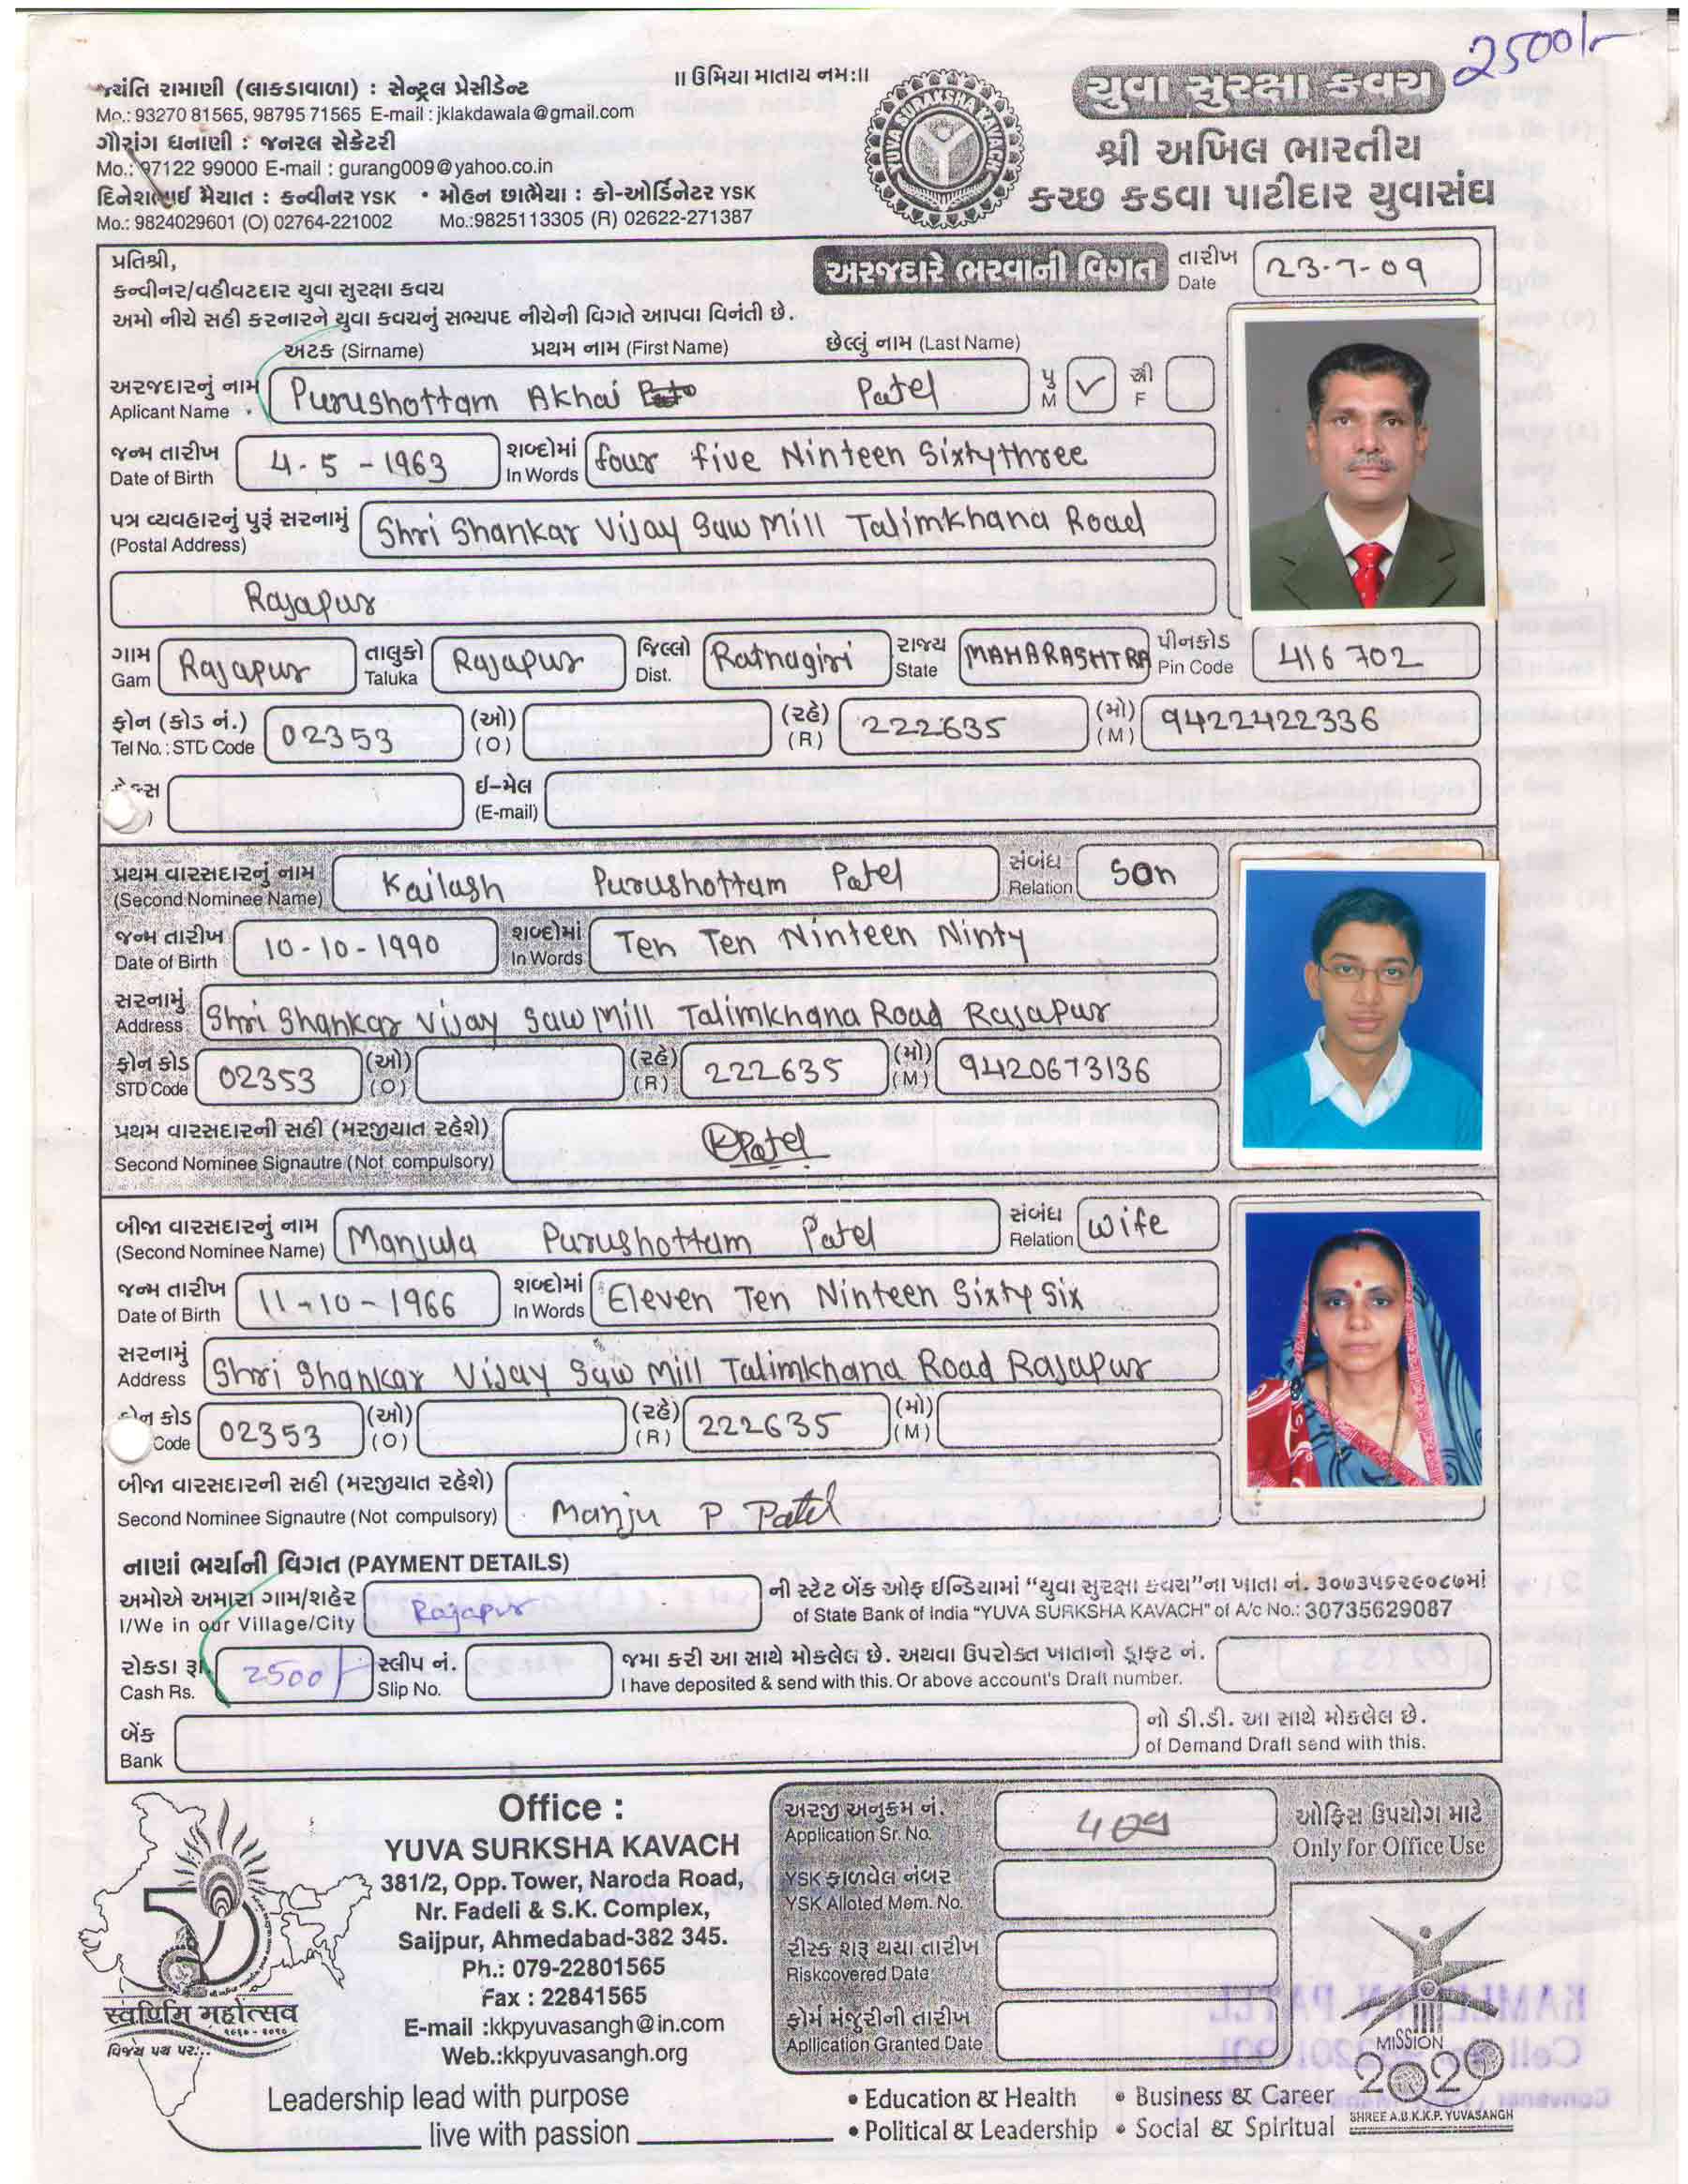 2500/-
જયંતિ રામાણી (લાકડાવાળા) : સેન્ટ્રલ પ્રેસીડેન્ટ
Mo.: 93270 81565, 98795 71565 E-mail : jklakdawala@gmail.com
ગૌરાંગ ધનાણી : જનરલ સેક્રેટરી
Mo.: 97122 99000 E-mail : gurang009@yahoo.co.in
દિનેશભાઈ મૈયાત : કન્વીનર YSK • મોહન છાભૈયા : કો-ઓર્ડિનેટર YSK
Mo.: 9824029601 (O) 02764-221002 Mo.:9825113305 (R) 02622-271387
॥ ઉમિયા માતાય નમઃ॥
YUVA SURAKSHA KAVACH
યુવા સુરક્ષા કવચ
શ્રી અખિલ ભારતીય
કચ્છ કડવા પાટીદાર યુવાસંઘ
પ્રતિશ્રી,
કન્વીનર/વહીવટદાર યુવા સુરક્ષા કવચ
અમો નીચે સહી કરનારને યુવા કવચનું સભ્યપદ નીચેની વિગતે આપવા વિનંતી છે.
અરજદારે ભરવાની વિગત
તારીખ
Date 23-7-09
અટક (Sirname) પ્રથમ નામ (First Name) છેલ્લું નામ (Last Name)
અરજદારનું નામ
Aplicant Name Purushottam Akhai Patel પુ M ✓ સ્ત્રી F
જન્મ તારીખ
Date of Birth 4-5-1963 શબ્દોમાં In Words four five Ninteen Sixtythree
પત્ર વ્યવહારનું પુરૂં સરનામું
(Postal Address) Shri Shankar Vijay Saw Mill Talimkhana Road
Rajapur
ગામ તાલુકો જિલ્લો રાજ્ય પીનકોડ
Gam Rajapur Taluka Rajapur Dist. Ratnagiri State MAHARASHTRA Pin Code 416 702
ફોન (કોડ નં.) (ઓ) (રહે) (મો)
Tel No. : STD Code 02353 (O) (R) 222635 (M) 9422422336
ઈ-મેલ
(E-mail)
પ્રથમ વારસદારનું નામ સંબંધ
(Second Nominee Name) Kailash Purushottam Patel Relation Son
જન્મ તારીખ શબ્દોમાં
Date of Birth 10-10-1990 In Words Ten Ten Ninteen Ninty
સરનામું
Address Shri Shankar Vijay Saw Mill Talimkhana Road Rajapur
ફોન કોડ (ઓ) (રહે) (મો)
STD Code 02353 (O) (R) 222635 (M) 9420673136
પ્રથમ વારસદારની સહી (મરજીયાત રહેશે)
Second Nominee Signautre (Not compulsory) KPatel
બીજા વારસદારનું નામ સંબંધ
(Second Nominee Name) Manjula Purushottam Patel Relation wife
જન્મ તારીખ શબ્દોમાં
Date of Birth 11-10-1966 In Words Eleven Ten Ninteen Sixty Six
સરનામું
Address Shri Shankar Vijay Saw Mill Talimkhana Road Rajapur
કોડ (ઓ) (રહે) (મો)
Code 02353 (O) (R) 222635 (M)
બીજા વારસદારની સહી (મરજીયાત રહેશે)
Second Nominee Signautre (Not compulsory) Manju P Patel
નાણાં ભર્યાની વિગત (PAYMENT DETAILS)
અમોએ અમારા ગામ/શહેર ની સ્ટેટ બેંક ઓફ ઈન્ડિયામાં “યુવા સુરક્ષા કવચ”ના ખાતા નં. ૩૦૭૩૫૬૨૯૦૮૭માં
I/We in our Village/City Rajapur of State Bank of India "YUVA SURKSHA KAVACH" of A/c No.: 30735629087
રોકડા રૂા. સ્લીપ નં. જમા કરી આ સાથે મોકલેલ છે. અથવા ઉપરોક્ત ખાતાનો ડ્રાફ્ટ નં.
Cash Rs. 2500/- Slip No. I have deposited & send with this. Or above account's Draft number.
બેંક નો ડી.ડી. આ સાથે મોકલેલ છે.
Bank of Demand Draft send with this.
Office :
YUVA SURKSHA KAVACH
381/2, Opp. Tower, Naroda Road,
Nr. Fadeli & S.K. Complex,
Saijpur, Ahmedabad-382 345.
Ph.: 079-22801565
Fax : 22841565
E-mail :kkpyuvasangh@in.com
Web.:kkpyuvasangh.org
50
स्वर्णिम महोत्सव
વિજય પથ પર...
અરજી અનુક્રમ નં.
Application Sr. No. 409
YSK ફાળવેલ નંબર
YSK Alloted Mem. No.
રીસ્ક શરૂ થયા તારીખ
Riskcovered Date
ફોર્મ મંજુરીની તારીખ
Apllication Granted Date
ઓફિસ ઉપયોગ માટે
Only for Office Use
MISSION
2020
SHREE A.B.K.K.P. YUVASANGH
Leadership lead with purpose
live with passion
• Education & Health • Business & Career
• Political & Leadership • Social & Spiritual